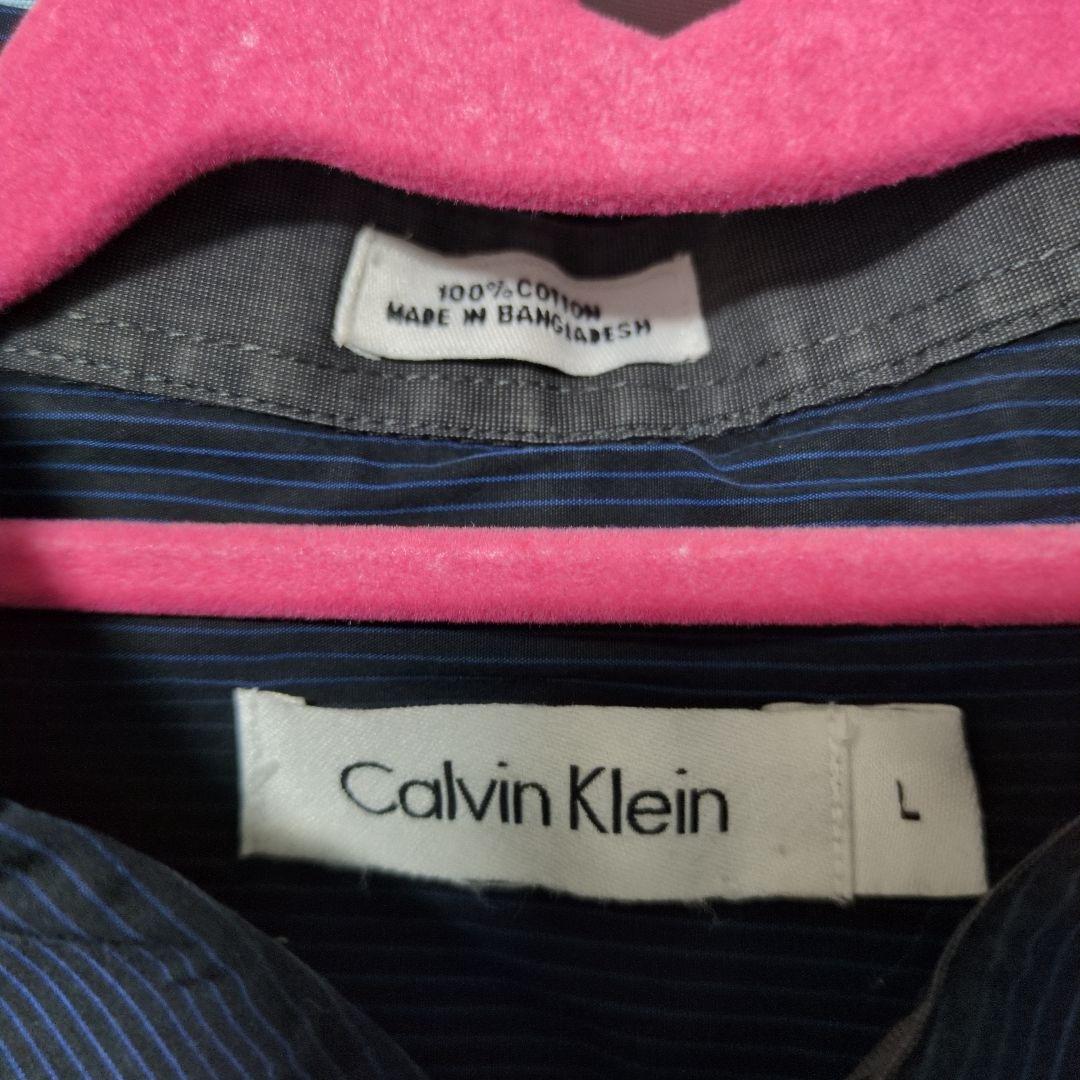 100% COTTON
MADE IN BANGLADESH
Calvin Klein
L